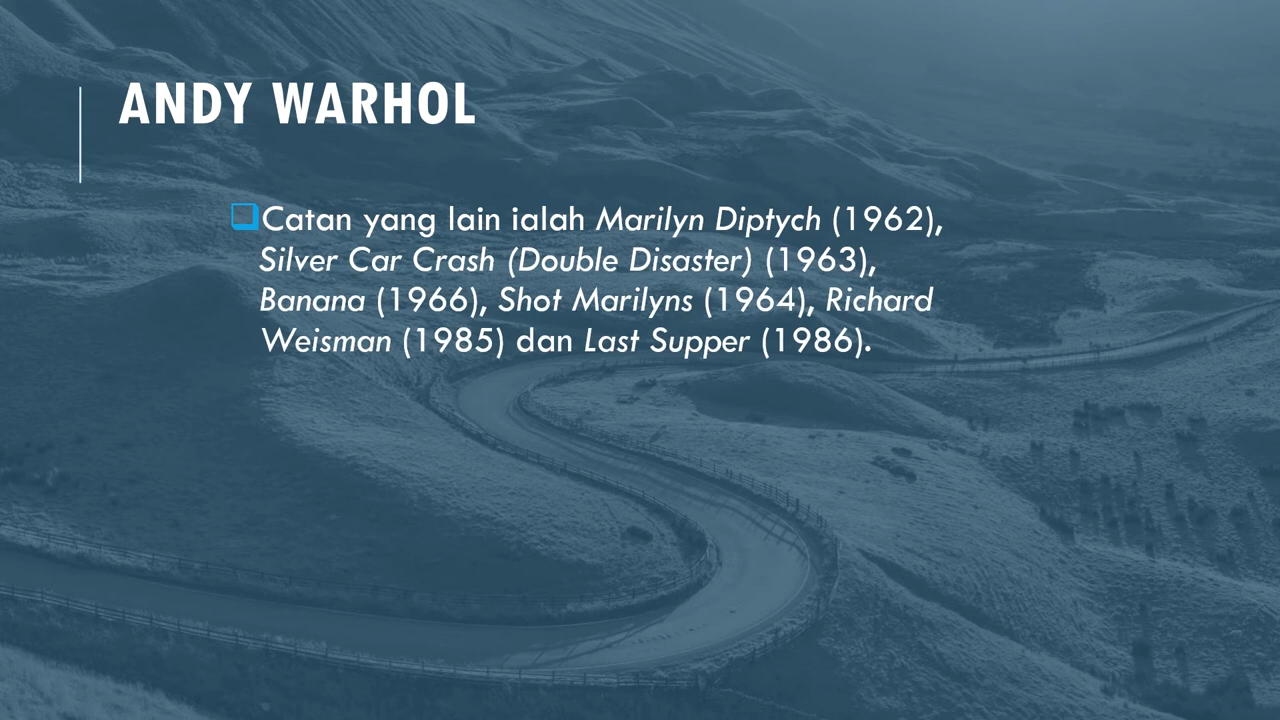 ANDY WARHOL
Catan yang lain ialah Marilyn Diptych (1962),
Silver Car Crash (Double Disaster) (1963),
Banana (1966), Shot Marilyns (1964), Richard
Weisman (1985) dan Last Supper (1986).